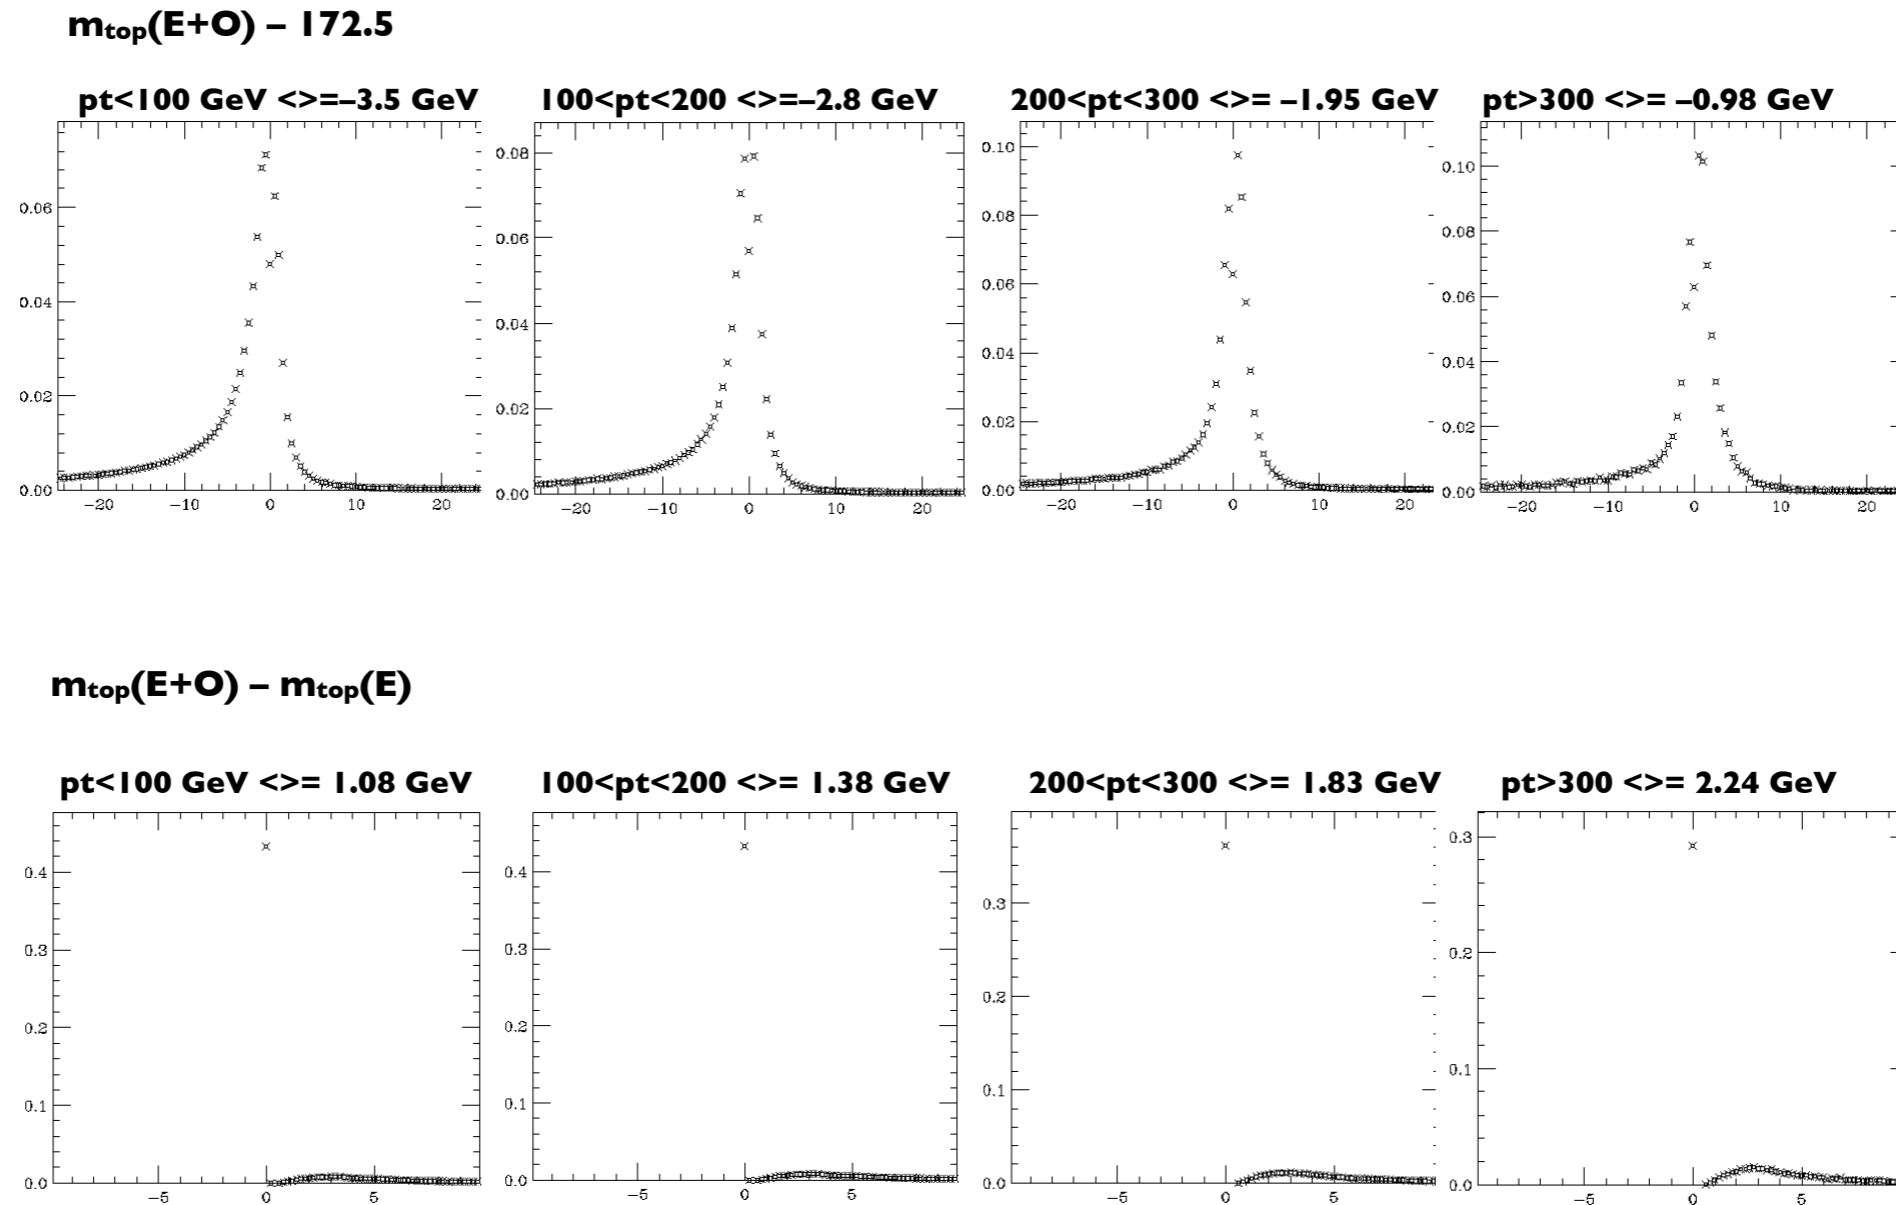 mtop(E+O) – 172.5
pt<100 GeV <>=–3.5 GeV
100<pt<200 <>=–2.8 GeV
200<pt<300 <>= –1.95 GeV
pt>300 <>= –0.98 GeV
0.06
0.04
0.02
0.00
−20 −10 0 10 20
0.08
0.06
0.04
0.02
0.00
−20 −10 0 10 20
0.10
0.08
0.06
0.04
0.02
0.00
−20 −10 0 10 20
0.10
0.08
0.06
0.04
0.02
0.00
−20 −10 0 10 20
mtop(E+O) – mtop(E)
pt<100 GeV <>= 1.08 GeV
100<pt<200 <>= 1.38 GeV
200<pt<300 <>= 1.83 GeV
pt>300 <>= 2.24 GeV
0.4
0.3
0.2
0.1
0.0
−5 0 5
0.4
0.3
0.2
0.1
0.0
−5 0 5
0.3
0.2
0.1
0.0
−5 0 5
0.3
0.2
0.1
0.0
−5 0 5